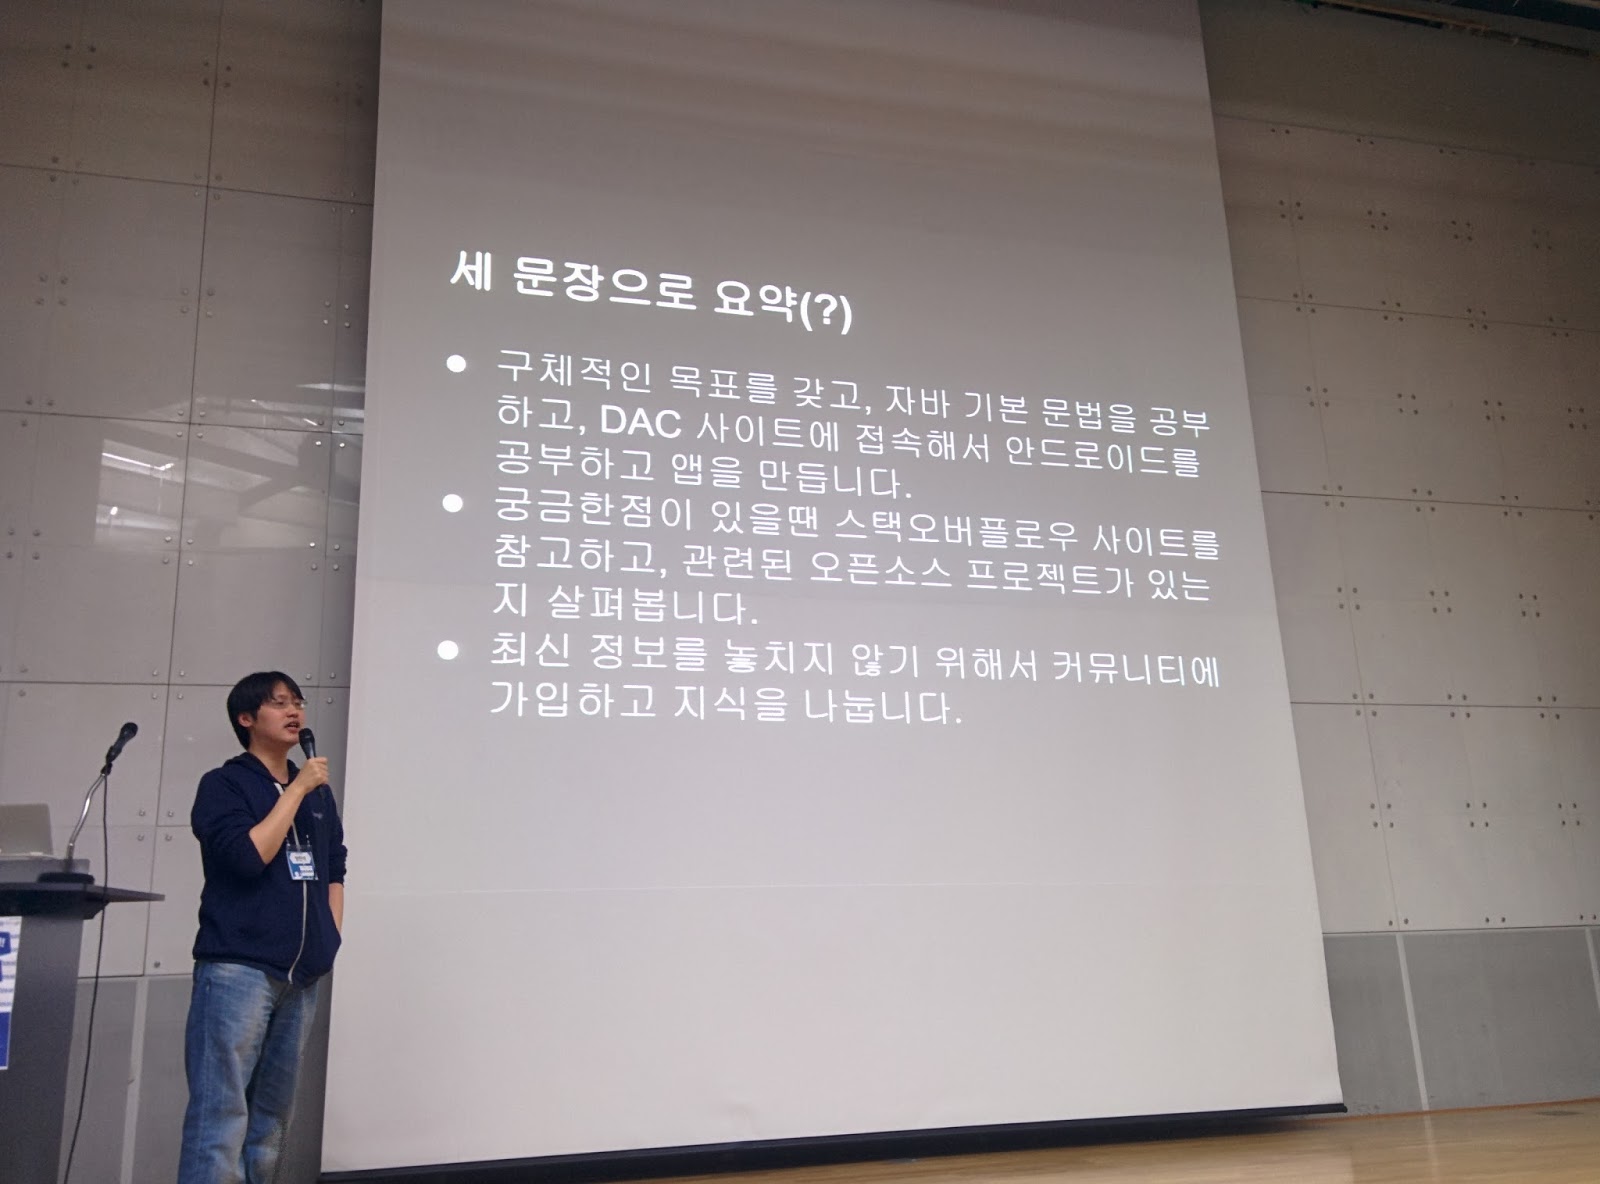 세 문장으로 요약(?)
● 구체적인 목표를 갖고, 자바 기본 문법을 공부
하고, DAC 사이트에 접속해서 안드로이드를
공부하고 앱을 만듭니다.
● 궁금한점이 있을땐 스택오버플로우 사이트를
참고하고, 관련된 오픈소스 프로젝트가 있는
지 살펴봅니다.
● 최신 정보를 놓치지 않기 위해서 커뮤니티에
가입하고 지식을 나눕니다.